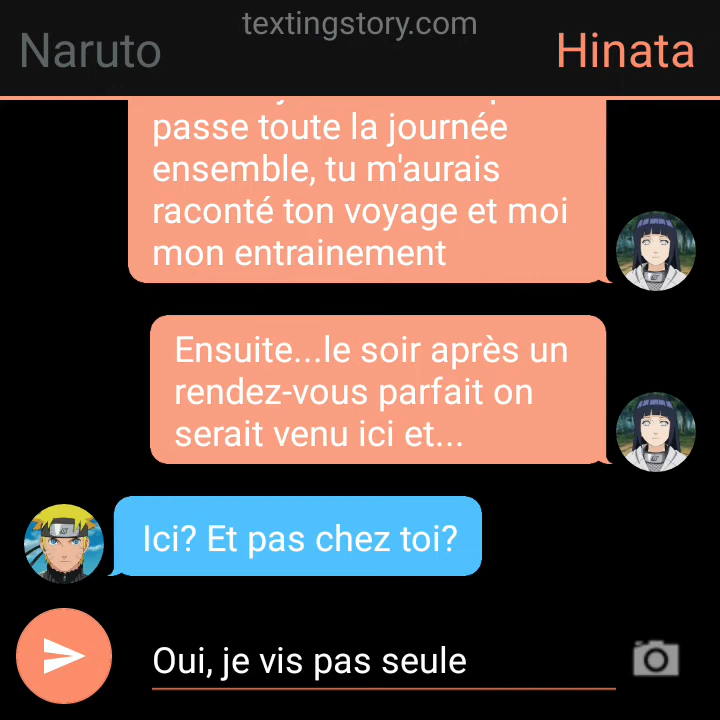 textingstory.com
Naruto
Hinata
passe toute la journée
ensemble, tu m'aurais
raconté ton voyage et moi
mon entrainement
Ensuite...le soir après un
rendez-vous parfait on
serait venu ici et...
Ici? Et pas chez toi?
Oui, je vis pas seule